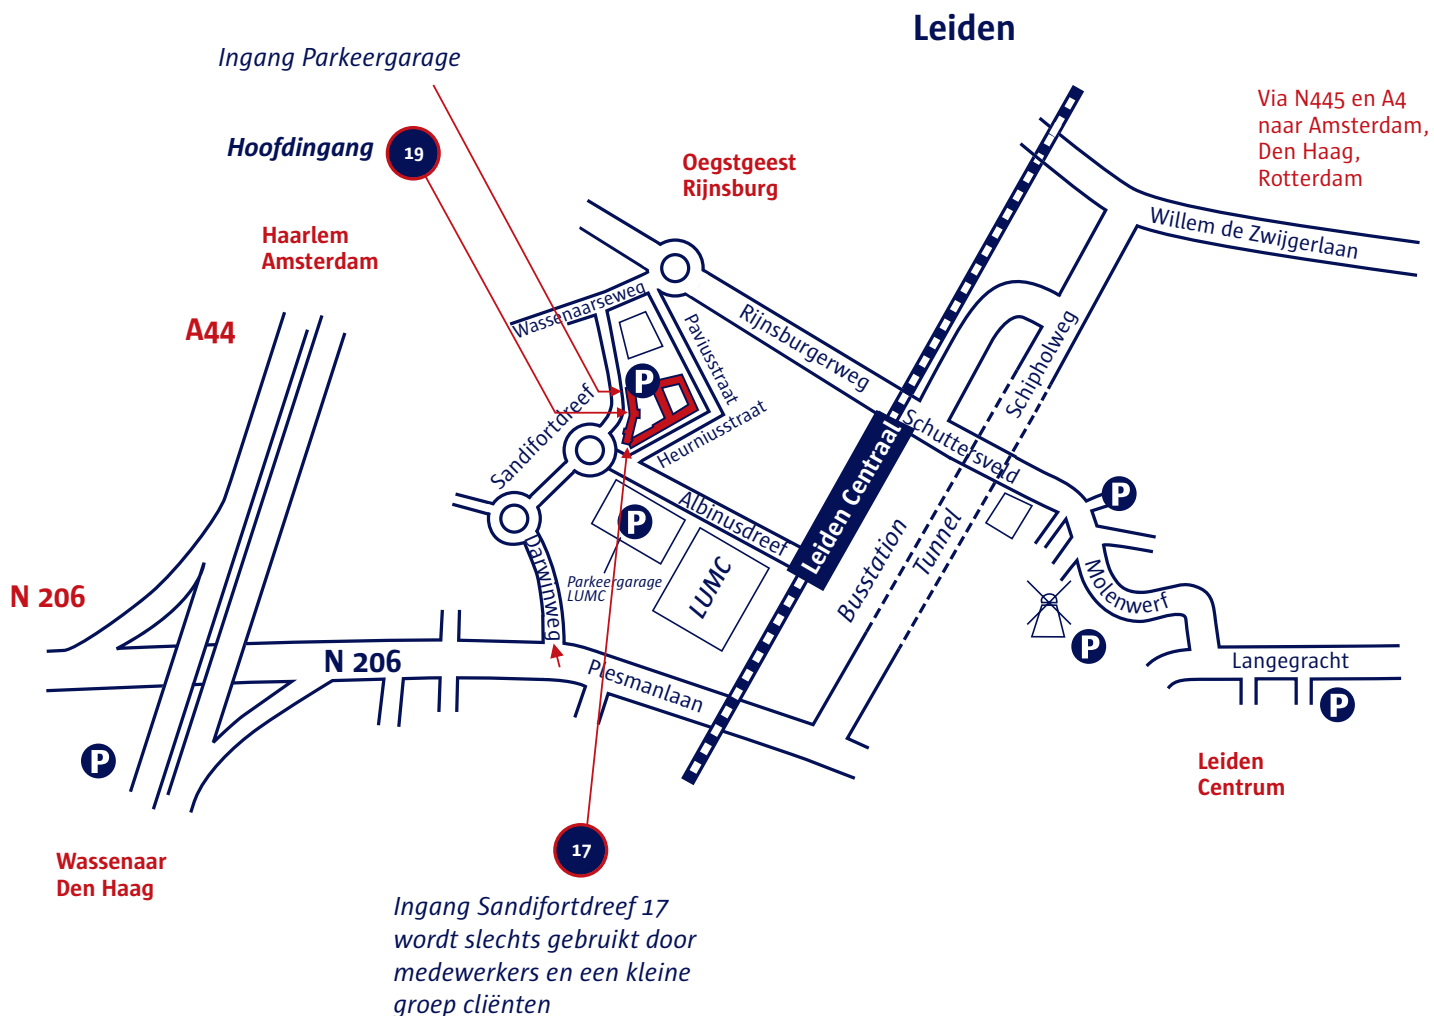 Leiden
Ingang Parkeergarage
Via N445 en A4
naar Amsterdam,
Den Haag,
Rotterdam
Hoofdingang
19
Oegstgeest
Rijnsburg
Haarlem
Amsterdam
Willem de Zwijgerlaan
A44
Wassenaarseweg
Paviusstraat
Rijnsburgerweg
Schipholweg
P
Sandifortdreef
Heurniusstraat
Schuttersveld
Leiden Centraal
P
Albinusdreef
P
Busstation
Tunnel
Darwinweg
Parkeergarage
LUMC
LUMC
Molenwerf
N 206
P
N 206
Plesmanlaan
Langegracht
P
P
Leiden
Centrum
Wassenaar
Den Haag
17
Ingang Sandifortdreef 17
wordt slechts gebruikt door
medewerkers en een kleine
groep cliënten